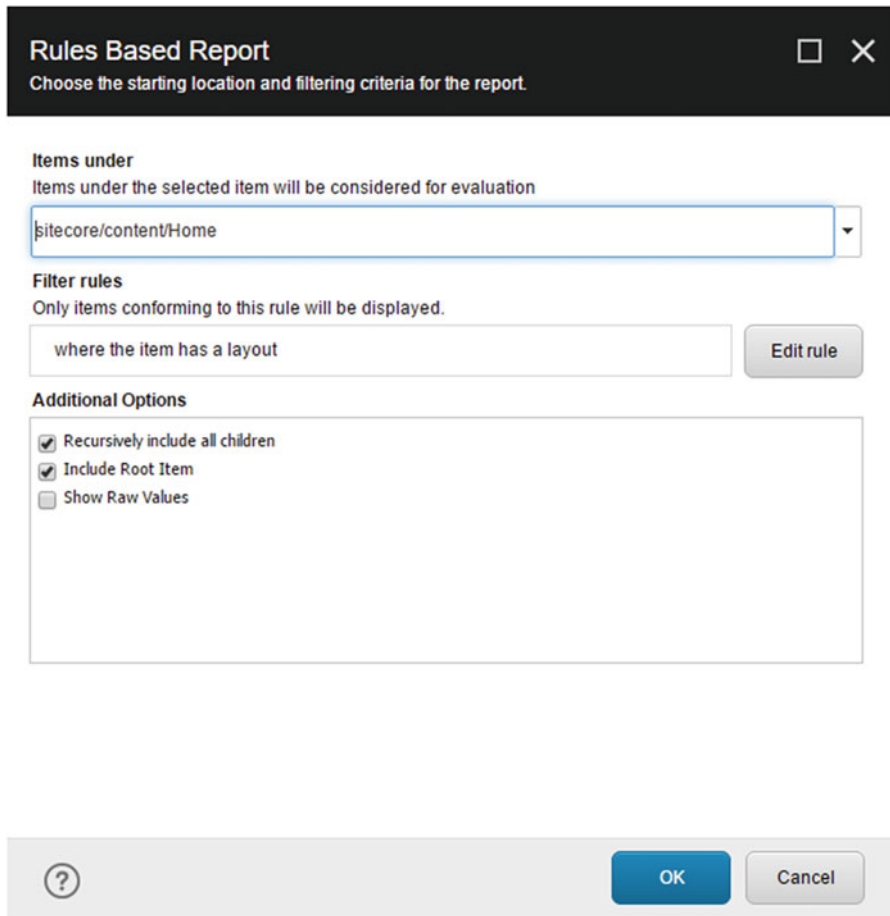 Rules Based Report
Choose the starting location and filtering criteria for the report.
Items under
Items under the selected item will be considered for evaluation
sitecore/content/Home
Filter rules
Only items conforming to this rule will be displayed.
where the item has a layout
Edit rule
Additional Options
Recursively include all children
Include Root Item
Show Raw Values
?
OK
Cancel